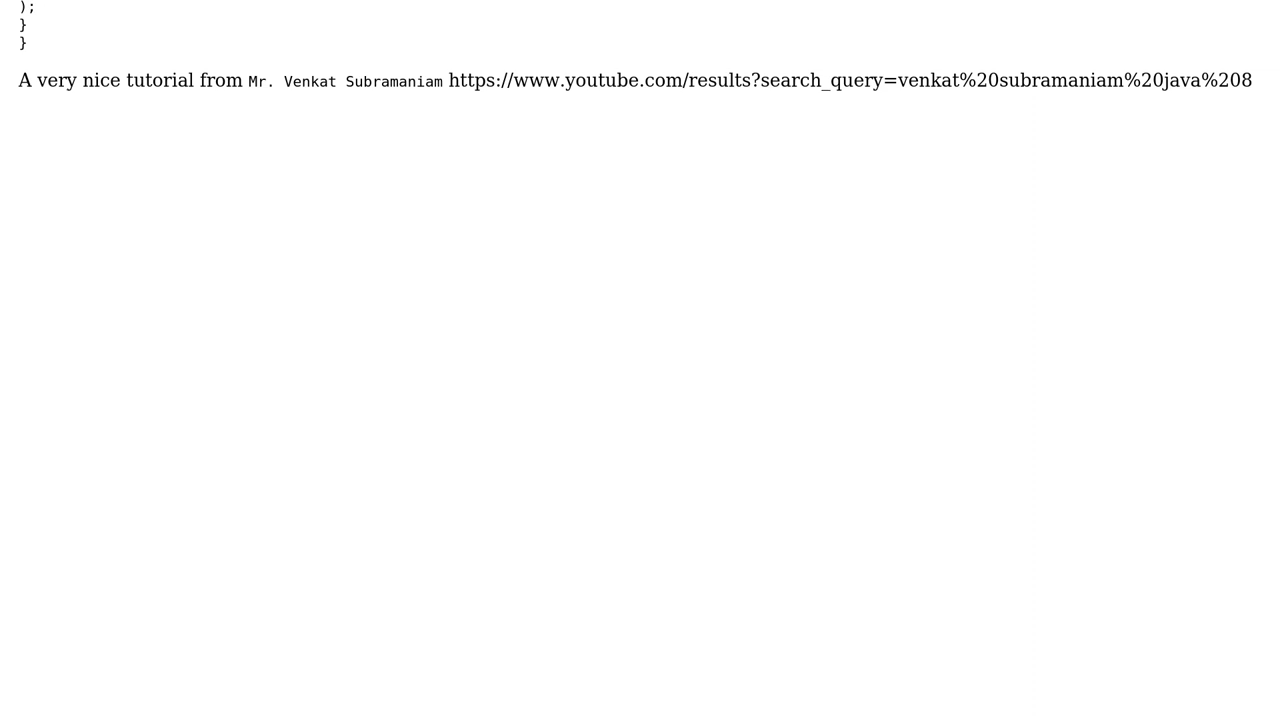 );
}
}
A very nice tutorial from Mr. Venkat Subramaniam https://www.youtube.com/results?search_query=venkat%20subramaniam%20java%208